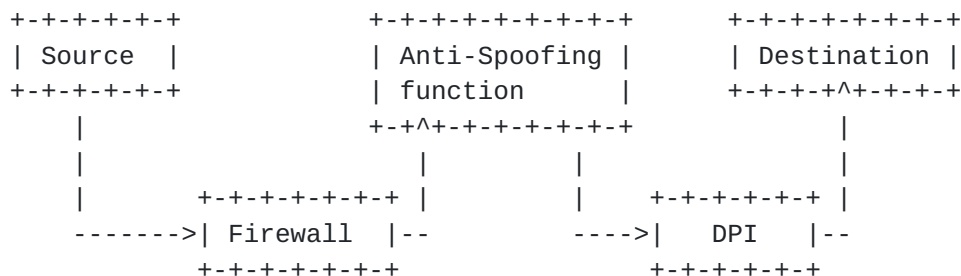 +-+-+-+-+-+ +-+-+-+-+-+-+-+-+ +-+-+-+-+-+-+-+
| Source | | Anti-Spoofing | | Destination |
+-+-+-+-+-+ | function | +-+-+-+^+-+-+-+
| +-+^+-+-+-+-+-+-+ |
| | | |
| +-+-+-+-+-+-+ | | +-+-+-+-+-+ |
------->| Firewall |-- ---->| DPI |--
+-+-+-+-+-+-+ +-+-+-+-+-+